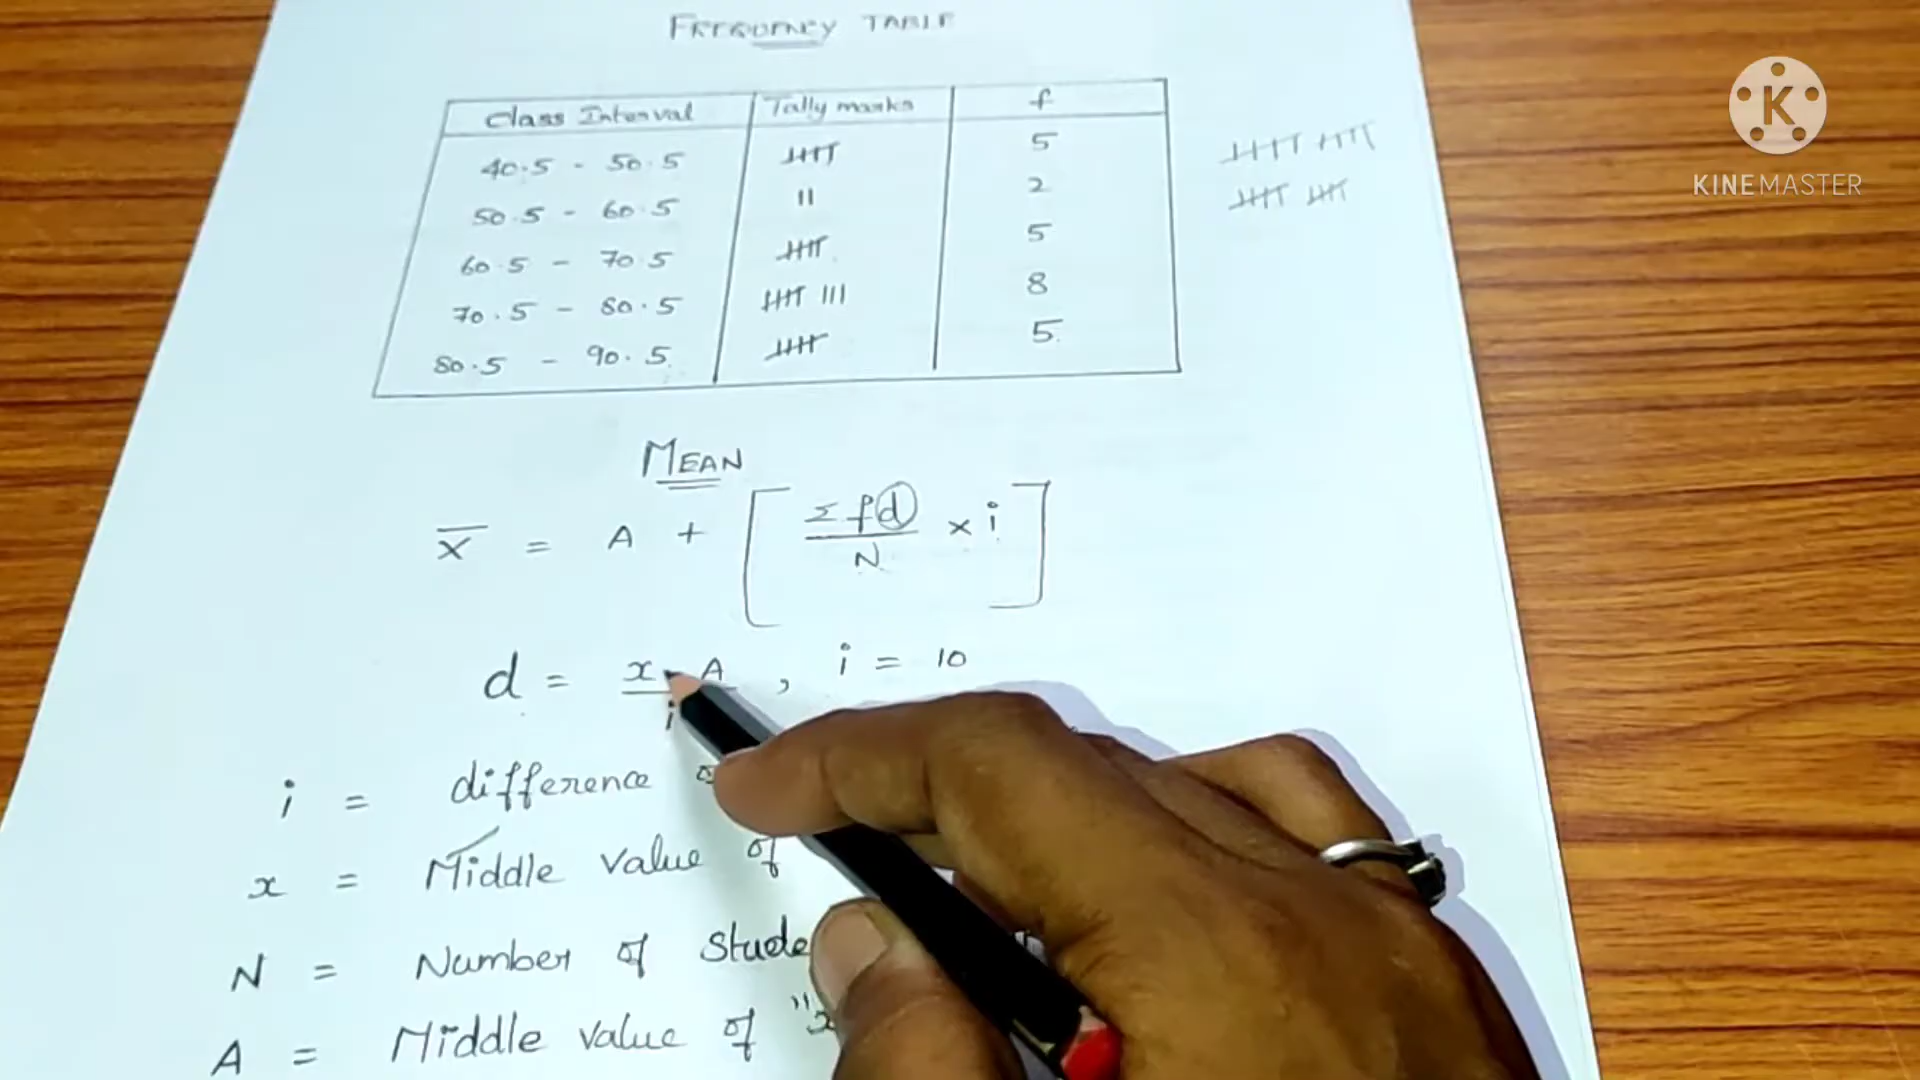 FREQUENCY TABLE
Class Interval Tally marks f
40.5 - 50.5 5
50.5 - 60.5 2
60.5 - 70.5 5
70.5 - 80.5 8
80.5 - 90.5 5
K
KINEMASTER
MEAN
X̄ = A + [ Σfd / N × i ]
d = x A / i , i = 10
i = difference
x = Middle value of
N = Number of
A = Middle value of "x